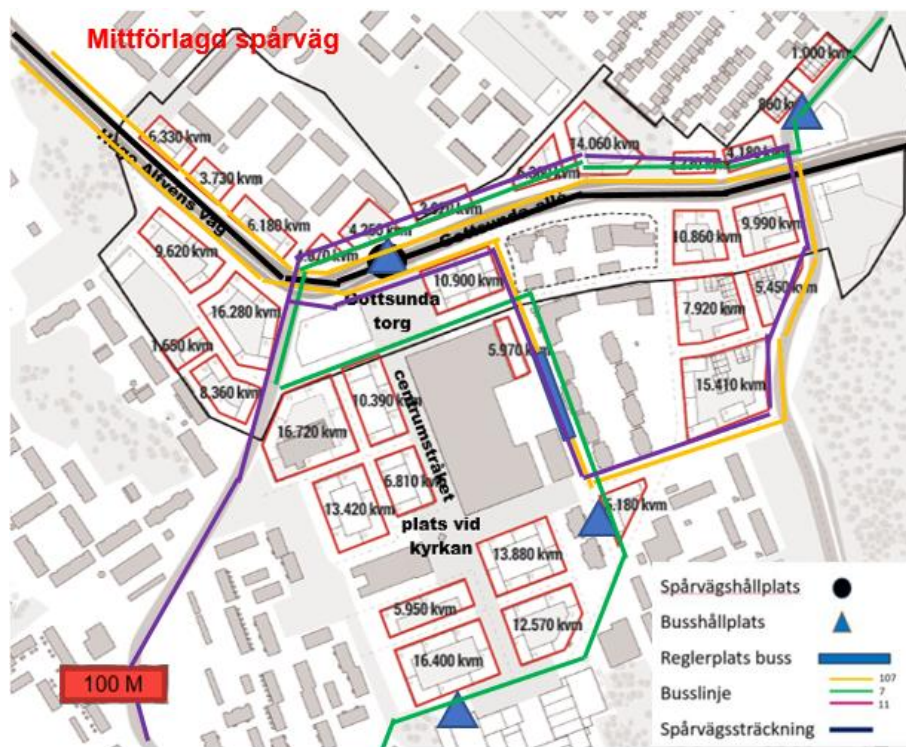 Mittförlagd spårväg
1.000 kvm
860 kvm
6.330 kvm
14.060 kvm
4.180 kvm
3.730 kvm
6.300 kvm
Hugo Alfvéns väg
6.180 kvm
4.250 kvm
Gottsunda allé
9.990 kvm
9.620 kvm
10.860 kvm
4.870 kvm
10.900 kvm
5.450 kvm
16.280 kvm
Gottsunda
torg
7.920 kvm
1.650 kvm
5.970 kvm
8.360 kvm
10.390 kvm
15.410 kvm
16.720 kvm
centrumstråket
6.810 kvm
13.420 kvm
5.180 kvm
plats vid
kyrkan
13.880 kvm
5.950 kvm
12.570 kvm
16.400 kvm
100 M
Spårvägshållplats
Busshållplats
Reglerplats buss
Busslinje
107
7
11
Spårvägssträckning